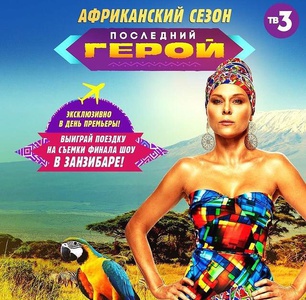 АФРИКАНСКИЙ СЕЗОН
ПОСЛЕДНИЙ
ГЕРОЙ
ТВ3
ЭКСКЛЮЗИВНО
В ДЕНЬ ПРЕМЬЕРЫ!
ВЫИГРАЙ ПОЕЗДКУ
НА СЪЕМКИ ФИНАЛА ШОУ
В ЗАНЗИБАРЕ!